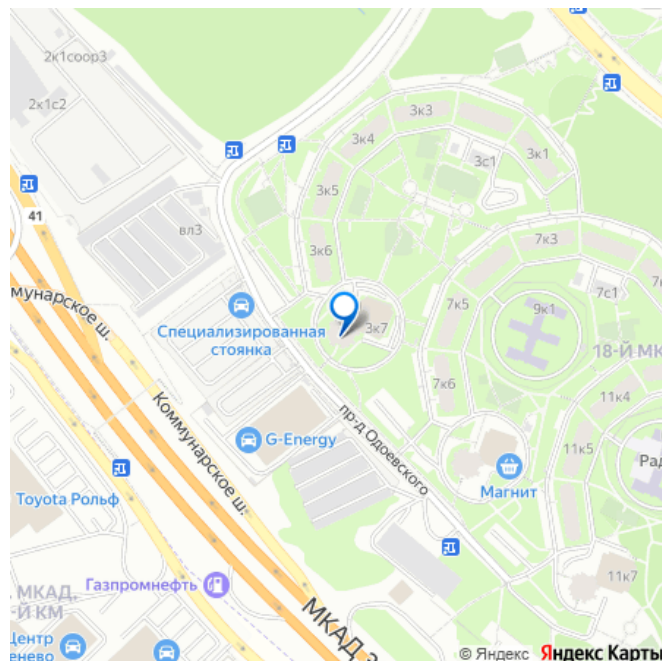 2к1соор3
2к1с2
3к3
3к4
3с1
3к1
3к5
41
вл3
3к6
7к3
мунарское ш.
7к5
7с1
9к1
Специализированная
стоянка
3к7
18-Й МК
7к6
Коммунарское ш.
пр-д Одоевского
11к4
G-Energy
11к5
Рад
Toyota Рольф
Магнит
МКАД,
-Й КМ
Газпромнефть
11к7
МКАД
Центр
енево
© Яндекс Яндекс Карты